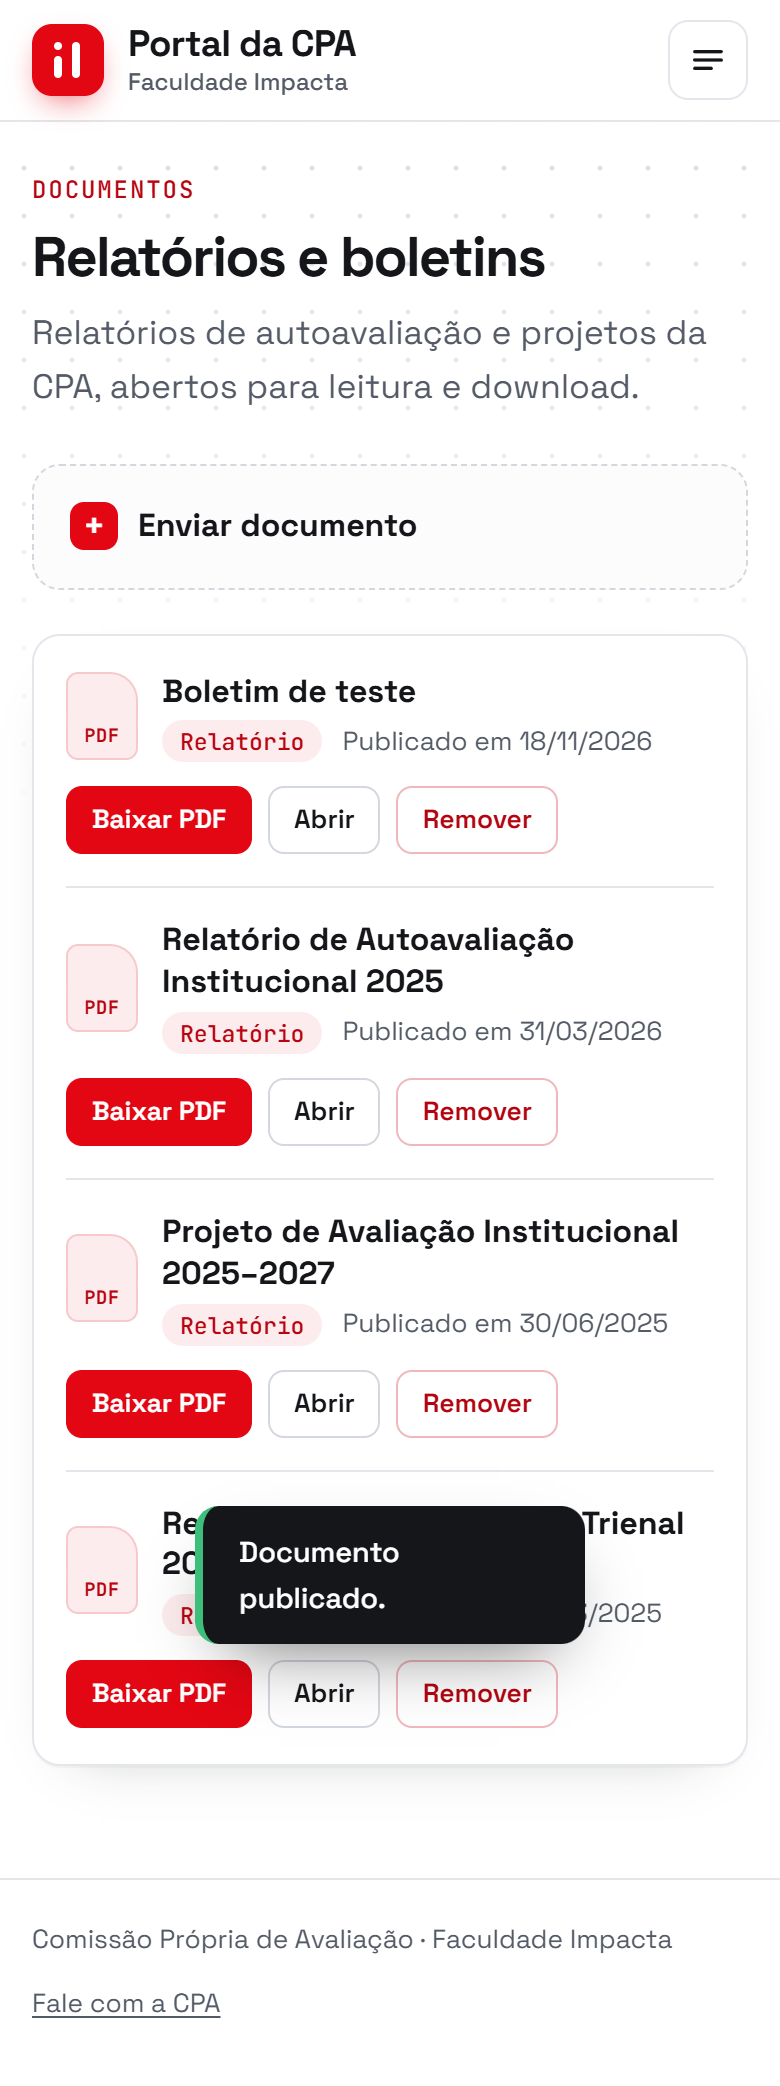 Portal da CPA
Faculdade Impacta
DOCUMENTOS
Relatórios e boletins
Relatórios de autoavaliação e projetos da
CPA, abertos para leitura e download.
+ Enviar documento
PDF
Boletim de teste
Relatório Publicado em 18/11/2026
Baixar PDF Abrir Remover
PDF
Relatório de Autoavaliação
Institucional 2025
Relatório Publicado em 31/03/2026
Baixar PDF Abrir Remover
PDF
Projeto de Avaliação Institucional
2025–2027
Relatório Publicado em 30/06/2025
Baixar PDF Abrir Remover
PDF
Trienal
Documento
publicado.
/2025
Baixar PDF Abrir Remover
Comissão Própria de Avaliação · Faculdade Impacta
Fale com a CPA